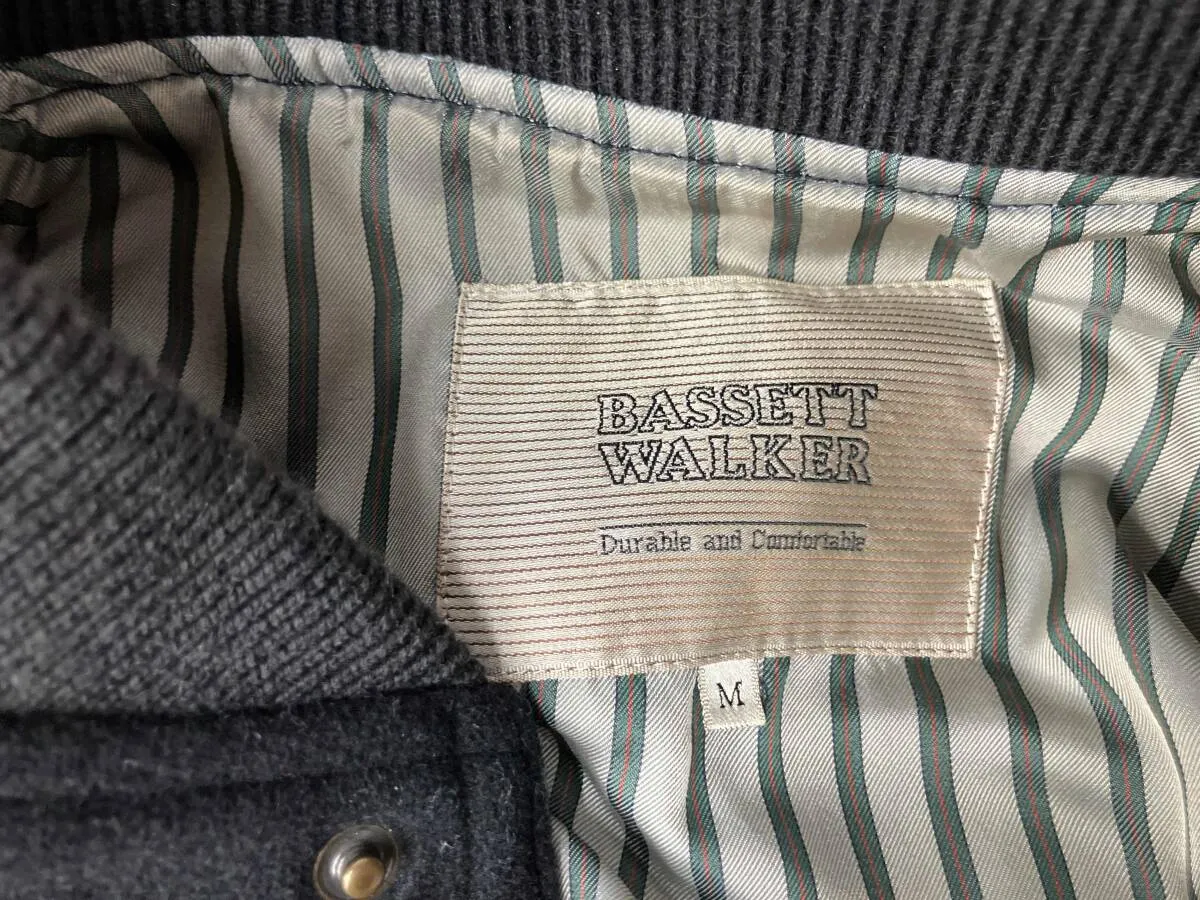 BASSETT
WALKER
Durable and Comfortable
M